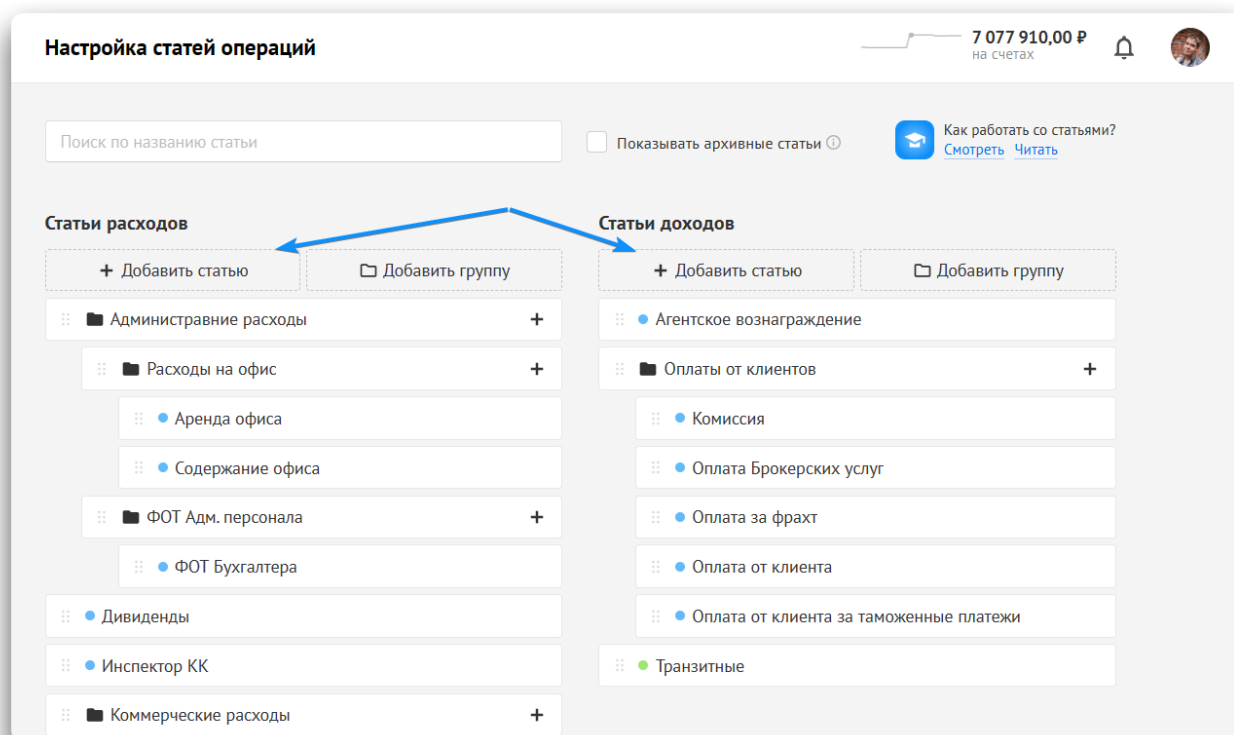 Настройка статей операций
7 077 910,00 ₽
на счетах
Поиск по названию статьи
Показывать архивные статьи
Как работать со статьями?
Смотреть Читать
Статьи расходов
+ Добавить статью
Добавить группу
Администравние расходы
Расходы на офис
Аренда офиса
Содержание офиса
ФОТ Адм. персонала
ФОТ Бухгалтера
Дивиденды
Инспектор КК
Коммерческие расходы
Статьи доходов
+ Добавить статью
Добавить группу
Агентское вознаграждение
Оплаты от клиентов
Комиссия
Оплата Брокерских услуг
Оплата за фрахт
Оплата от клиента
Оплата от клиента за таможенные платежи
Транзитные